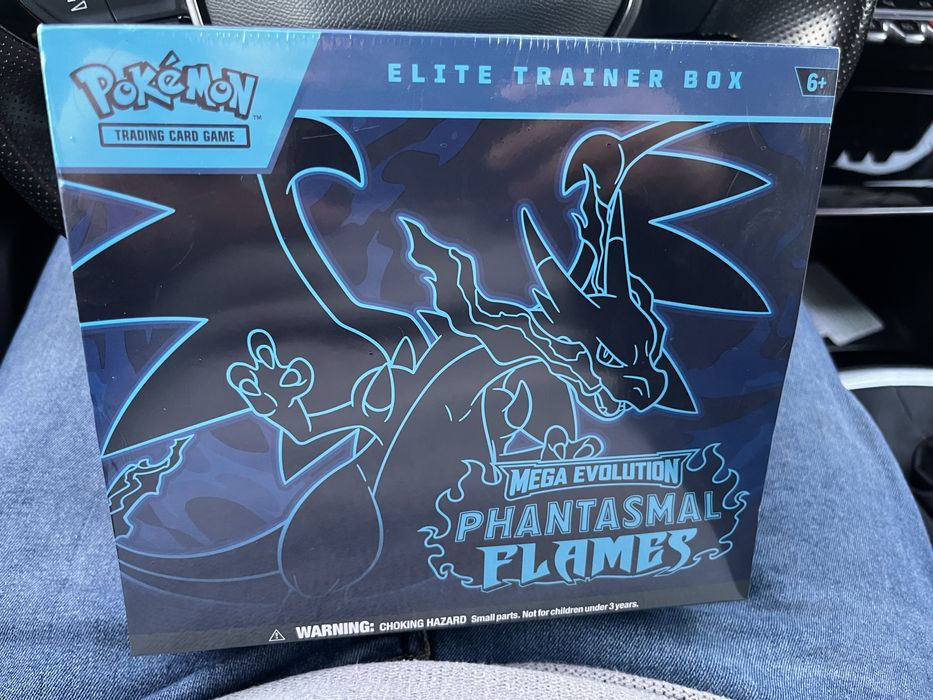 POKéMON
TRADING CARD GAME
ELITE TRAINER BOX
6+
MEGA EVOLUTION
PHANTASMAL
FLAMES
WARNING: CHOKING HAZARD Small parts. Not for children under 3 years.